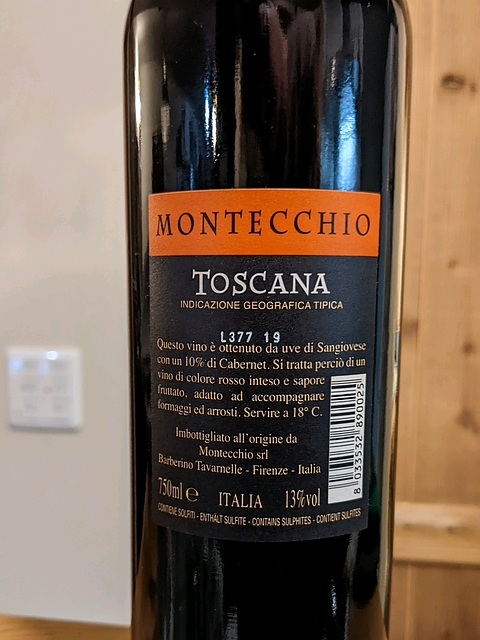 MONTECCHIO
TOSCANA
INDICAZIONE GEOGRAFICA TIPICA
L377 19
Questo vino è ottenuto da uve di Sangiovese
con un 10% di Cabernet. Si tratta perciò di un
vino di colore rosso inteso e sapore
fruttato, adatto ad accompagnare
formaggi ed arrosti. Servire a 18° C.
Imbottigliato all'origine da
Montecchio srl
Barberino Tavarnelle - Firenze - Italia
750ml e ITALIA 13%vol
CONTIENE SOLFITI - ENTHÄLT SULFITE - CONTAINS SULPHITES - CONTIENT SULFITES
8 033532 890025